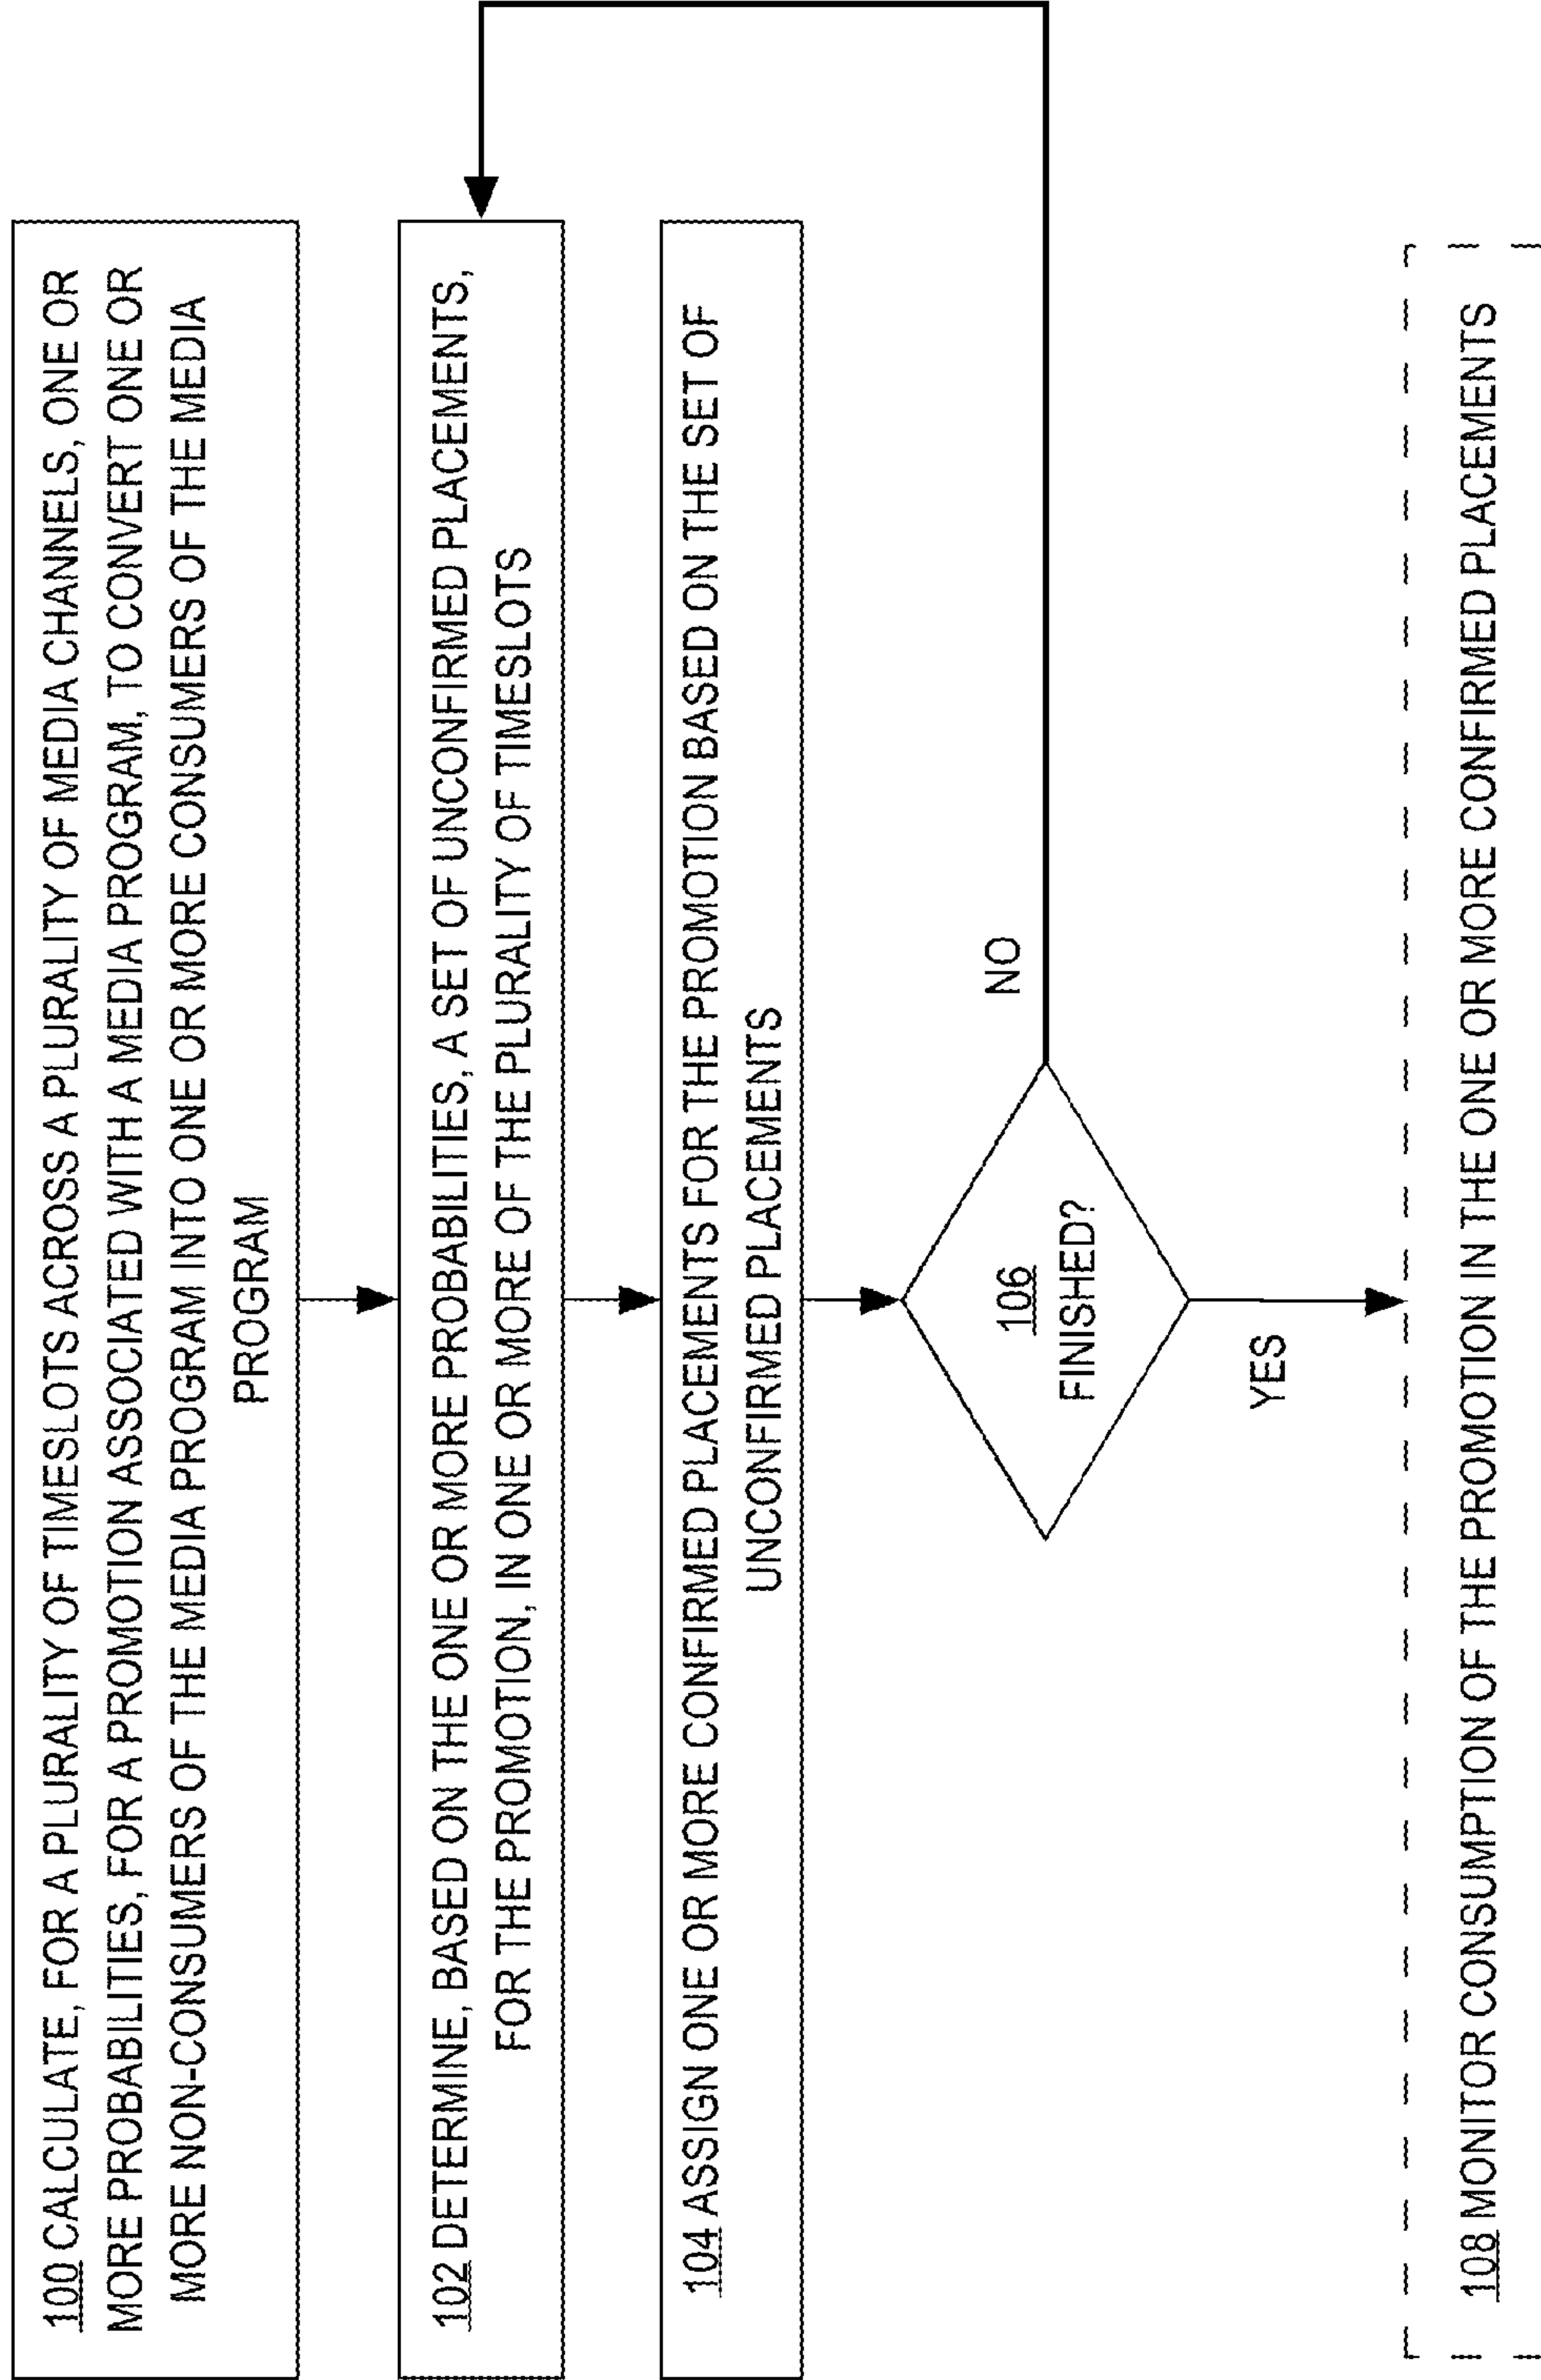 100 CALCULATE, FOR A PLURALITY OF TIMESLOTS ACROSS A PLURALITY OF MEDIA CHANNELS, ONE OR
MORE PROBABILITIES, FOR A PROMOTION ASSOCIATED WITH A MEDIA PROGRAM, TO CONVERT ONE OR
MORE NON-CONSUMERS OF THE MEDIA PROGRAM INTO ONE OR MORE CONSUMERS OF THE MEDIA
PROGRAM
102 DETERMINE, BASED ON THE ONE OR MORE PROBABILITIES, A SET OF UNCONFIRMED PLACEMENTS,
FOR THE PROMOTION, IN ONE OR MORE OF THE PLURALITY OF TIMESLOTS
104 ASSIGN ONE OR MORE CONFIRMED PLACEMENTS FOR THE PROMOTION BASED ON THE SET OF
UNCONFIRMED PLACEMENTS
106
FINISHED?
NO
YES
108 MONITOR CONSUMPTION OF THE PROMOTION IN THE ONE OR MORE CONFIRMED PLACEMENTS